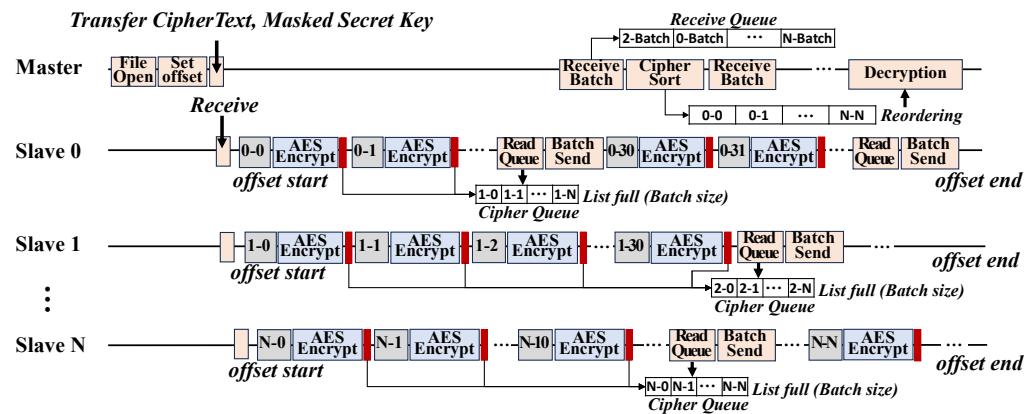 Transfer CipherText, Masked Secret Key
Receive Queue
2-Batch 0-Batch ··· N-Batch
Master
File Open
Set offset
Receive Batch
Cipher Sort
Receive Batch
···
Decryption
0-0 0-1 ··· N-N
Reordering
Receive
Slave 0
0-0
AES Encrypt
0-1
AES Encrypt
···
Read Queue
Batch Send
0-30
AES Encrypt
0-31
AES Encrypt
···
Read Queue
Batch Send
offset start
offset end
1-0 1-1 ··· 1-N
List full (Batch size)
Cipher Queue
Slave 1
1-0
AES Encrypt
1-1
AES Encrypt
1-2
AES Encrypt
···
1-30
AES Encrypt
Read Queue
Batch Send
···
offset start
offset end
2-0 2-1 ··· 2-N
List full (Batch size)
Cipher Queue
Slave N
N-0
AES Encrypt
N-1
AES Encrypt
···
N-10
AES Encrypt
···
Read Queue
Batch Send
···
N-N
AES Encrypt
···
offset start
offset end
N-0 N-1 ··· N-N
List full (Batch size)
Cipher Queue